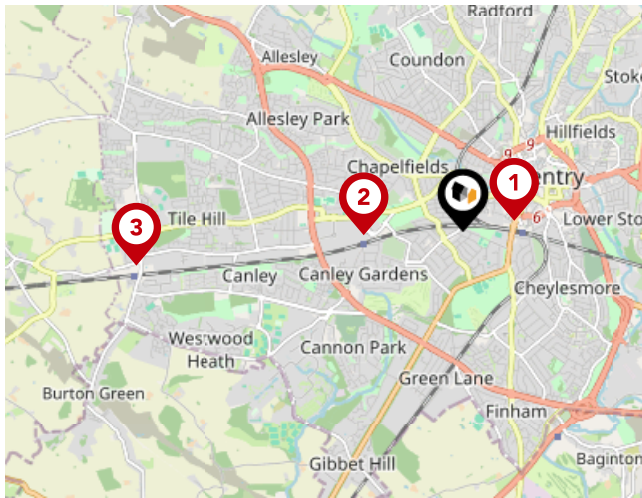 Radford
Allesley
Coundon
Stoke
Allesley Park
Hillfields
9
9
Chapelfields
1
entry
2
6
Tile Hill
Lower Sto
3
Canley
Canley Gardens
Cheylesmore
Westwood
Heath
Cannon Park
Green Lane
Burton Green
Finham
Gibbet Hill
Baginton